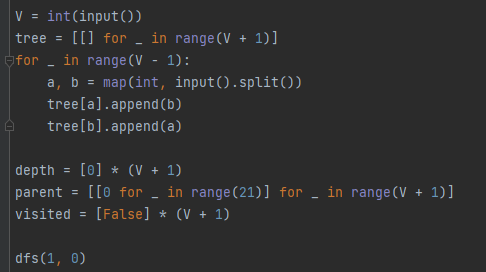 V = int(input())
tree = [[] for _ in range(V + 1)]
for _ in range(V - 1):
    a, b = map(int, input().split())
    tree[a].append(b)
    tree[b].append(a)

depth = [0] * (V + 1)
parent = [[0 for _ in range(21)] for _ in range(V + 1)]
visited = [False] * (V + 1)

dfs(1, 0)